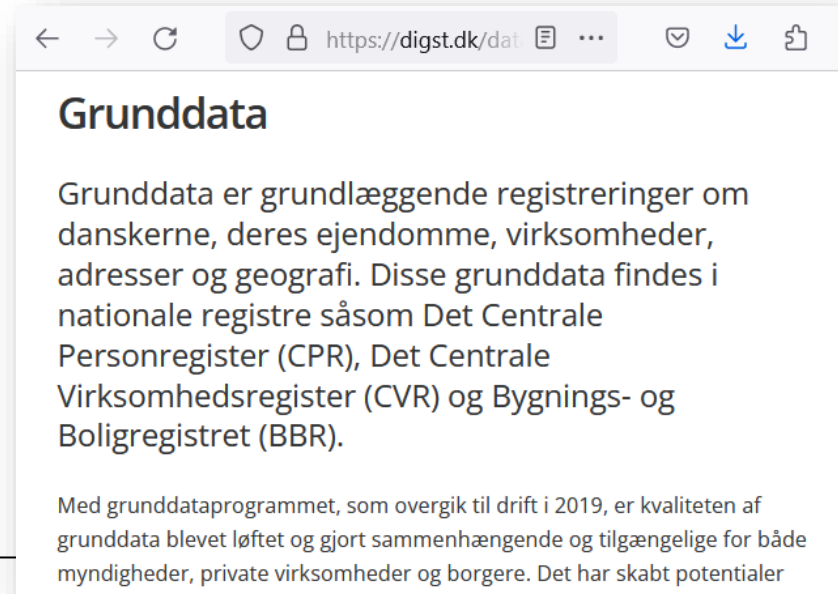 https://digst.dk/dat
Grunddata
Grunddata er grundlæggende registreringer om
danskerne, deres ejendomme, virksomheder,
adresser og geografi. Disse grunddata findes i
nationale registre såsom Det Centrale
Personregister (CPR), Det Centrale
Virksomhedsregister (CVR) og Bygnings- og
Boligregistret (BBR).
Med grunddataprogrammet, som overgik til drift i 2019, er kvaliteten af
grunddata blevet løftet og gjort sammenhængende og tilgængelige for både
myndigheder, private virksomheder og borgere. Det har skabt potentialer